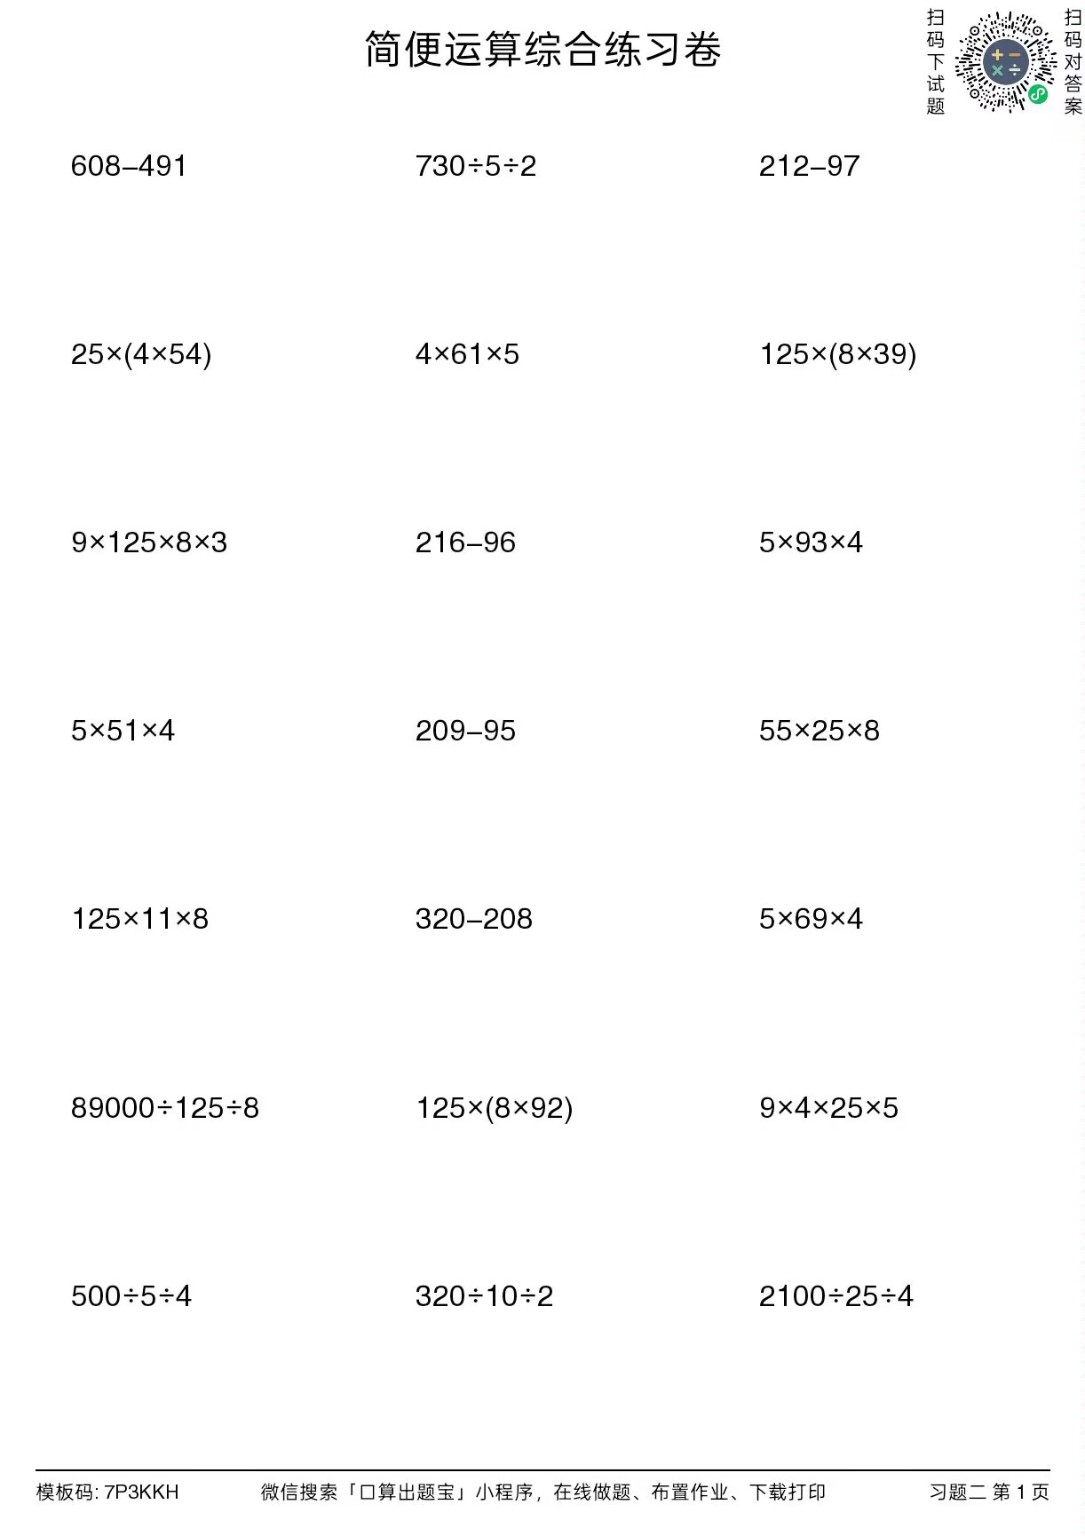 简便运算综合练习卷
扫码下试题
扫码对答案
608–491 730÷5÷2 212–97
25×(4×54) 4×61×5 125×(8×39)
9×125×8×3 216–96 5×93×4
5×51×4 209–95 55×25×8
125×11×8 320–208 5×69×4
89000÷125÷8 125×(8×92) 9×4×25×5
500÷5÷4 320÷10÷2 2100÷25÷4
模板码: 7P3KKH 微信搜索「口算出题宝」小程序，在线做题、布置作业、下载打印 习题二 第 1 页